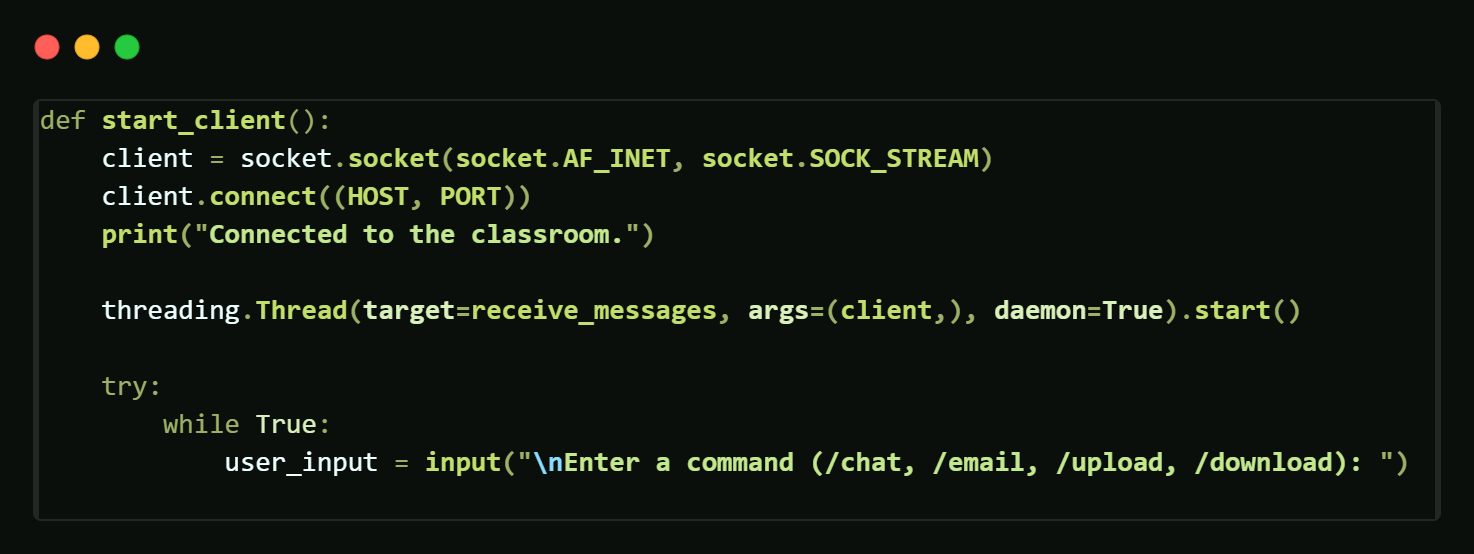 def start_client():
    client = socket.socket(socket.AF_INET, socket.SOCK_STREAM)
    client.connect((HOST, PORT))
    print("Connected to the classroom.")

    threading.Thread(target=receive_messages, args=(client,), daemon=True).start()

    try:
        while True:
            user_input = input("\nEnter a command (/chat, /email, /upload, /download): ")